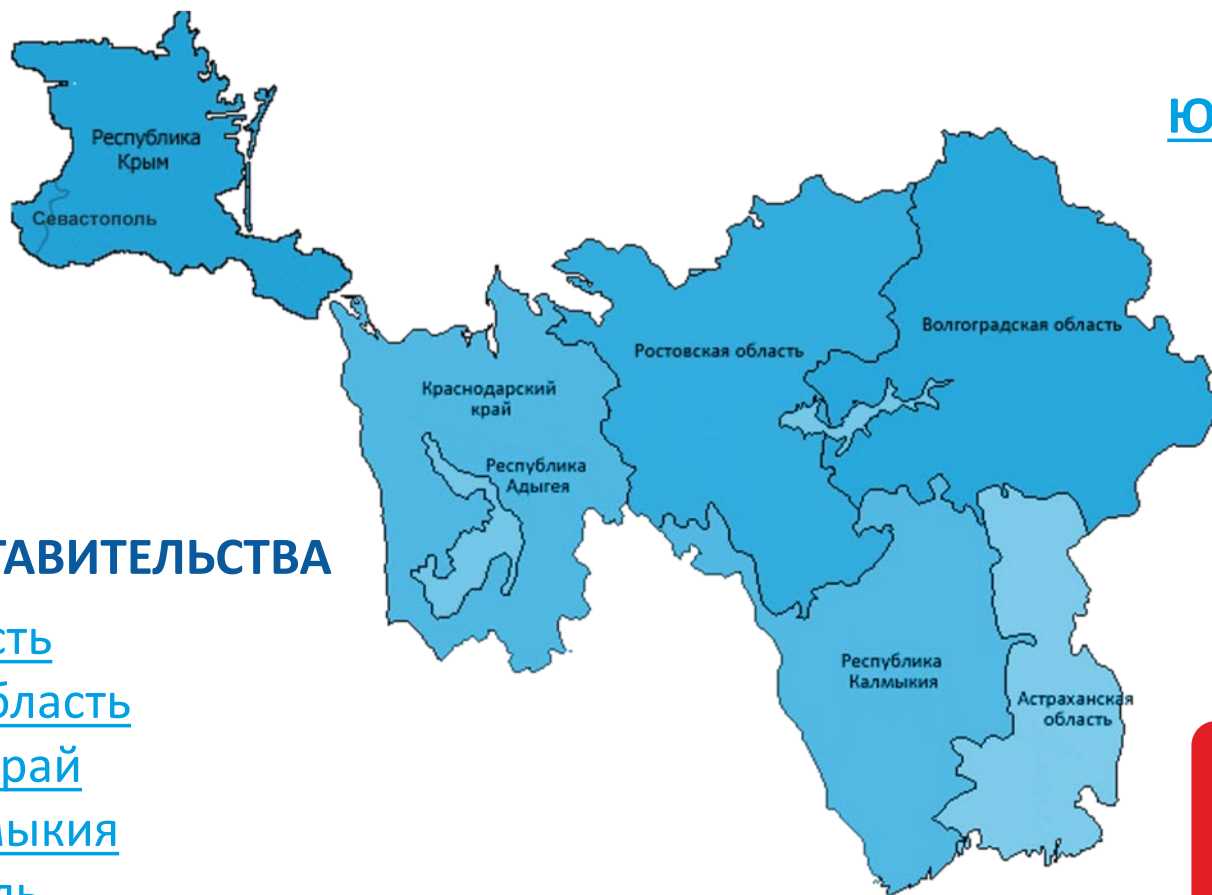 Ю
Республика
Крым
Севастополь
Волгоградская область
Ростовская область
Краснодарский
край
Республика
Адыгея
ТАВИТЕЛЬСТВА
сть
бласть
Республика
Калмыкия
Астраханская
область
рай
мыкия